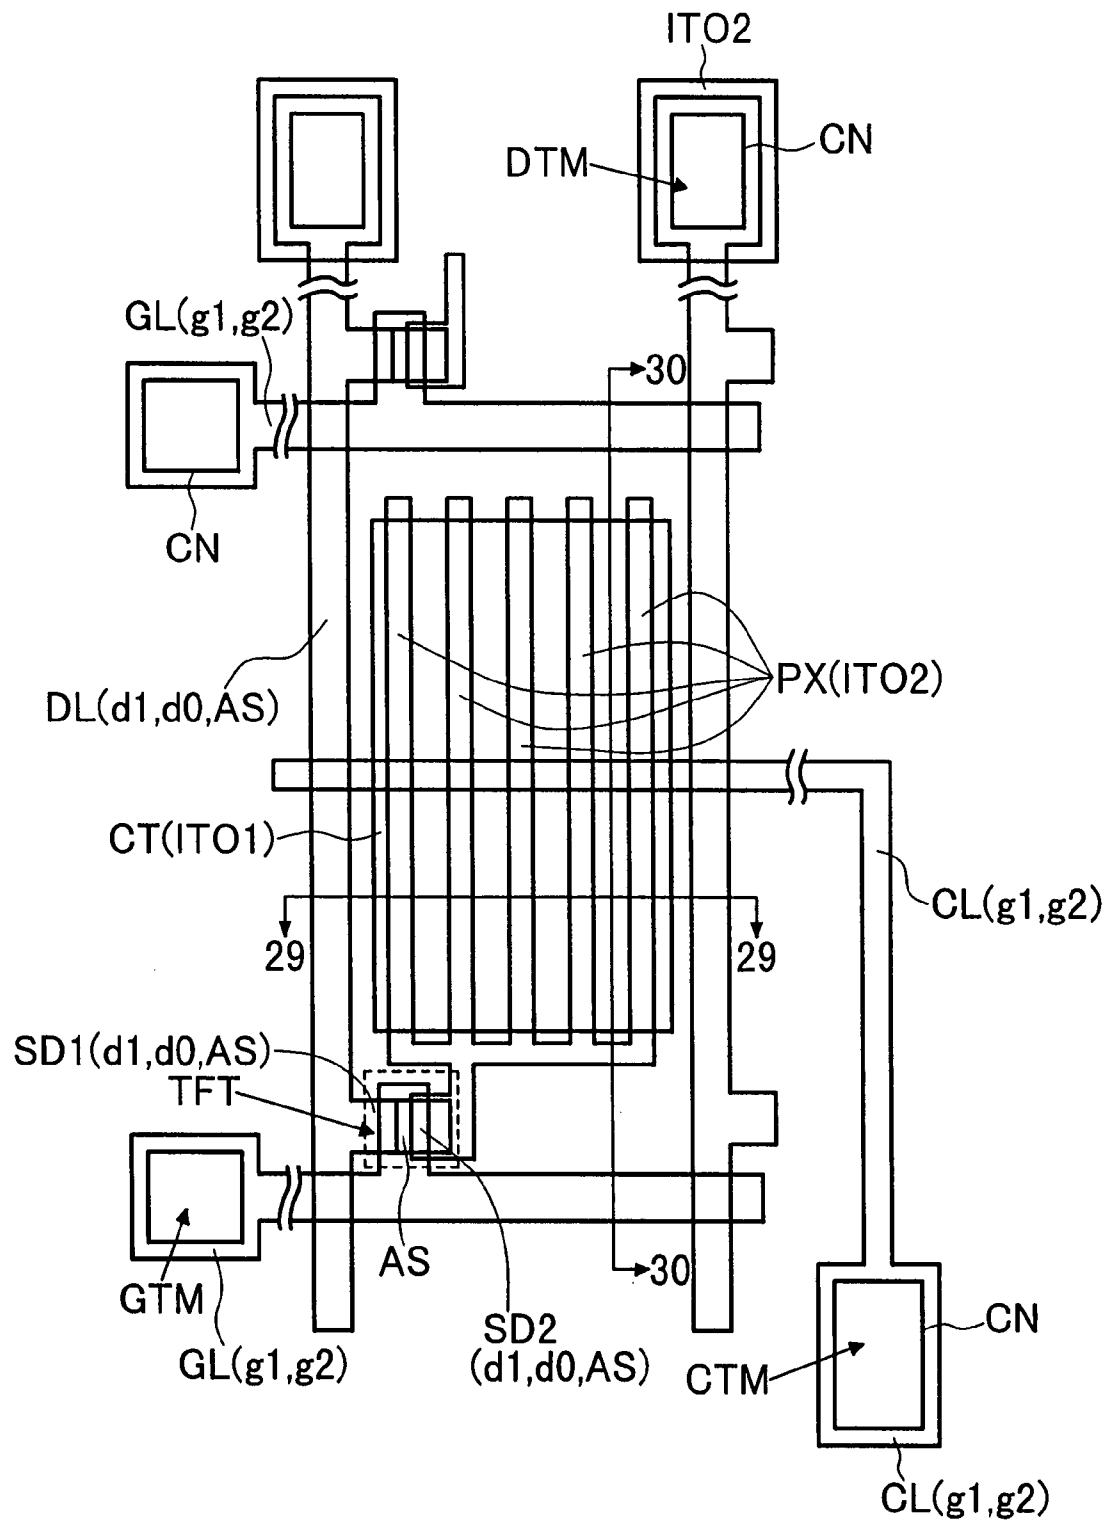 ITO2
CN
DTM
GL(g1,g2)
30
CN
PX(ITO2)
DL(d1,d0,AS)
CT(ITO1)
CL(g1,g2)
29
29
SD1(d1,d0,AS)
TFT
AS
30
GTM
SD2
(d1,d0,AS)
CN
GL(g1,g2)
CTM
CL(g1,g2)